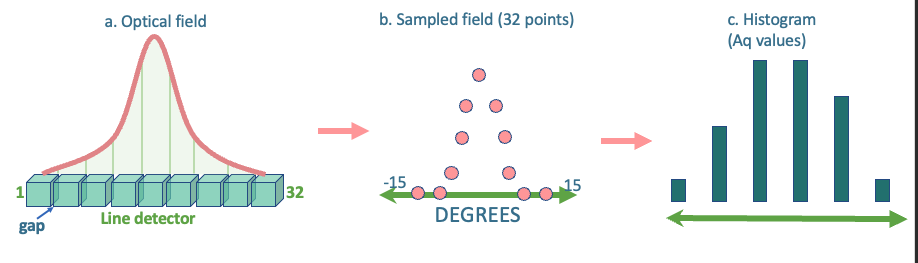 a. Optical field
1
32
gap
Line detector
b. Sampled field (32 points)
-15
15
DEGREES
c. Histogram
(Aq values)